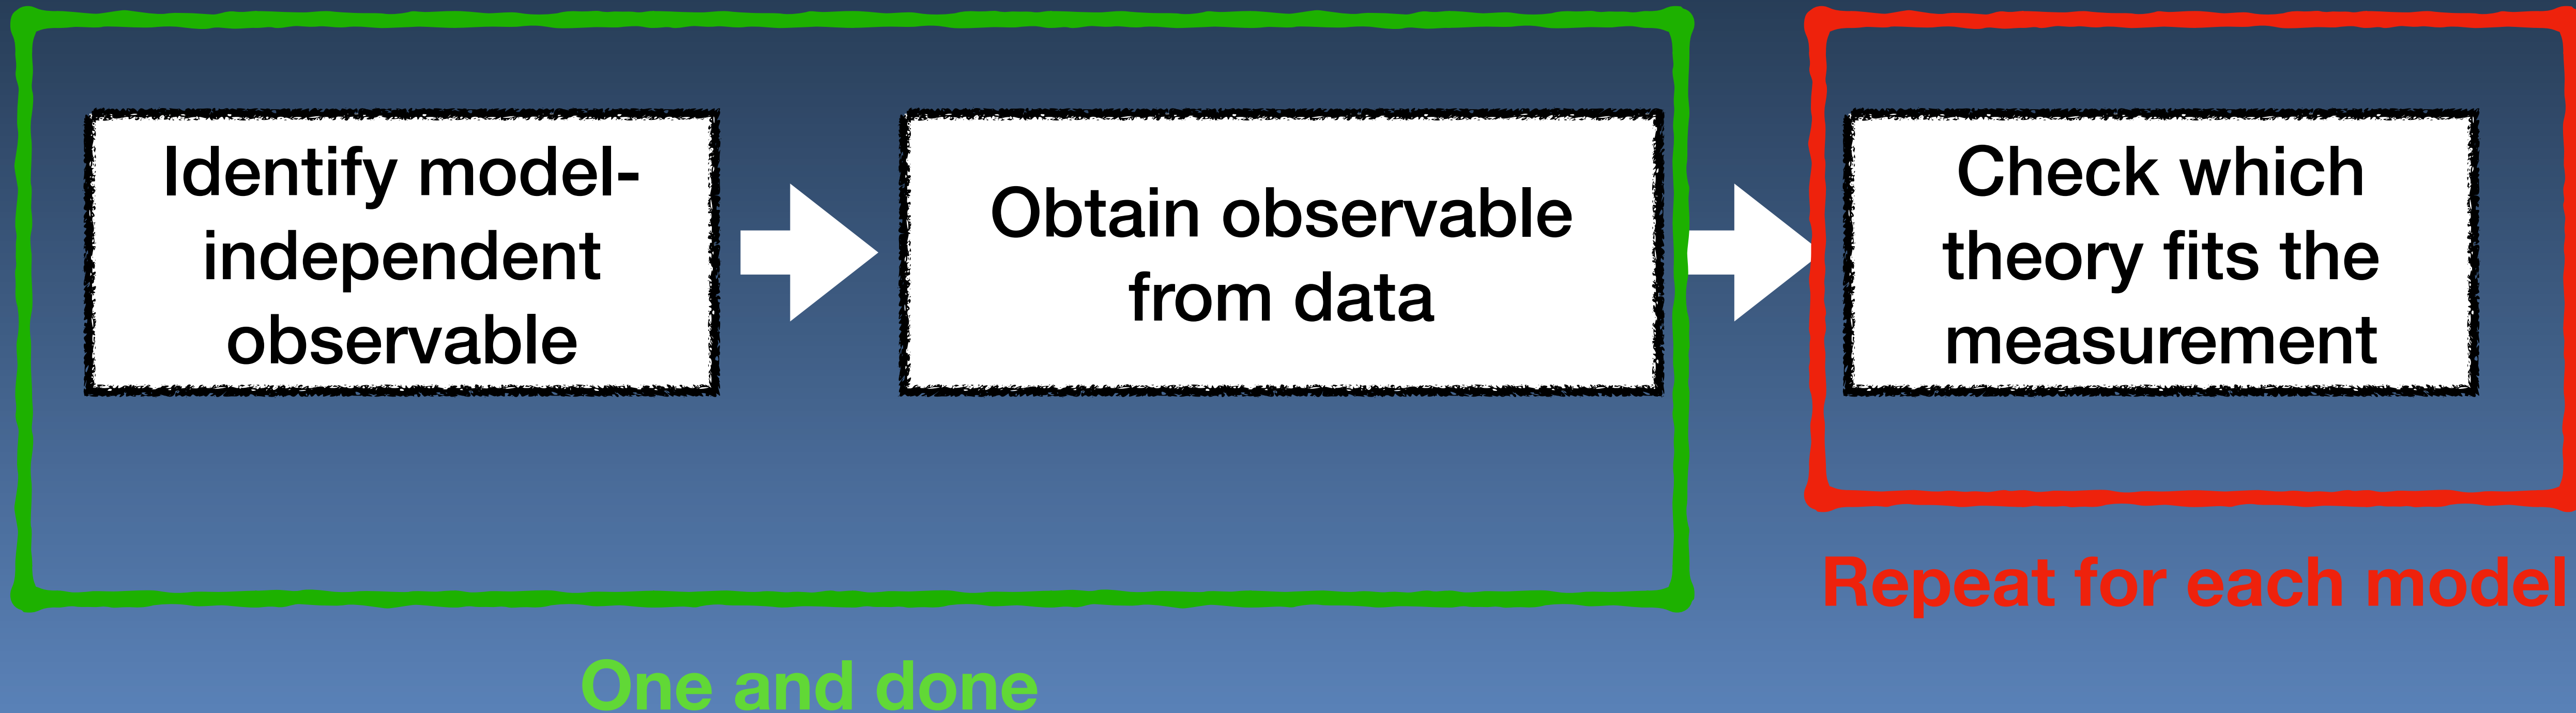 Identify model-
independent
observable
Obtain observable
from data
Check which
theory fits the
measurement
Repeat for each model
One and done